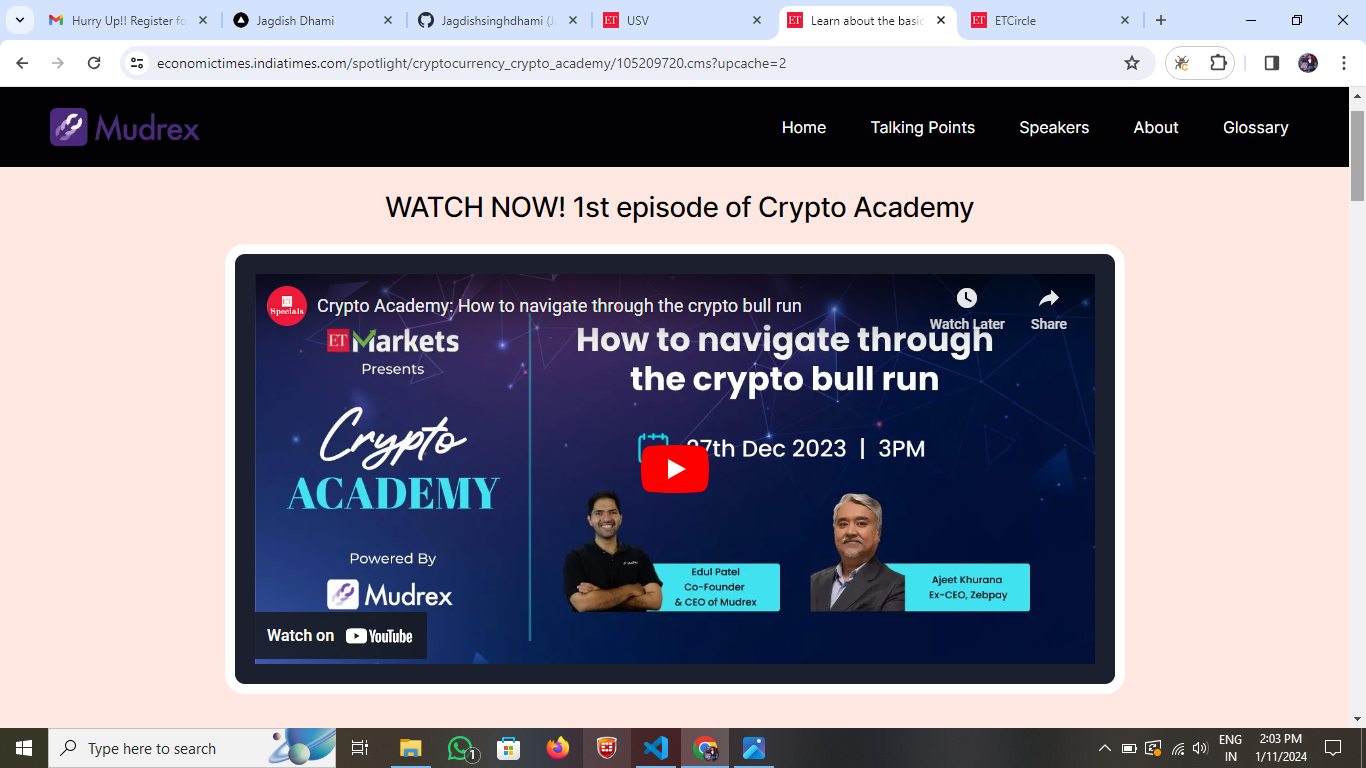 Hurry Up!! Register fo
Jagdish Dhami
Jagdishsinghdhami (J
ET USV
ET Learn about the basic
ET ETCircle
economictimes.indiatimes.com/spotlight/cryptocurrency_crypto_academy/105209720.cms?upcache=2
Mudrex
Home
Talking Points
Speakers
About
Glossary
WATCH NOW! 1st episode of Crypto Academy
ET Specials
Crypto Academy: How to navigate through the crypto bull run
Watch Later
Share
ET Markets
Presents
Crypto
ACADEMY
Powered By
Mudrex
How to navigate through
the crypto bull run
27th Dec 2023 | 3PM
Edul Patel
Co-Founder
& CEO of Mudrex
Ajeet Khurana
Ex-CEO, Zebpay
Watch on YouTube
Type here to search
1
ENG
IN
2:03 PM
1/11/2024